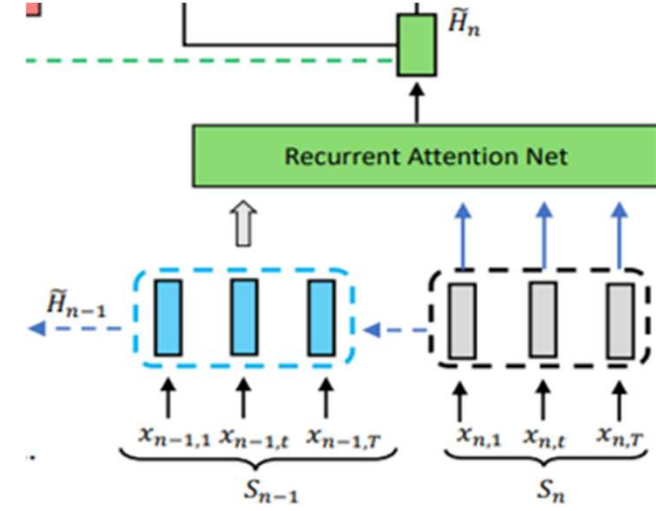 H̃ₙ
Recurrent Attention Net
H̃ₙ₋₁
xₙ₋₁,₁ xₙ₋₁,ₜ xₙ₋₁,T xₙ,₁ xₙ,ₜ xₙ,T
Sₙ₋₁ Sₙ